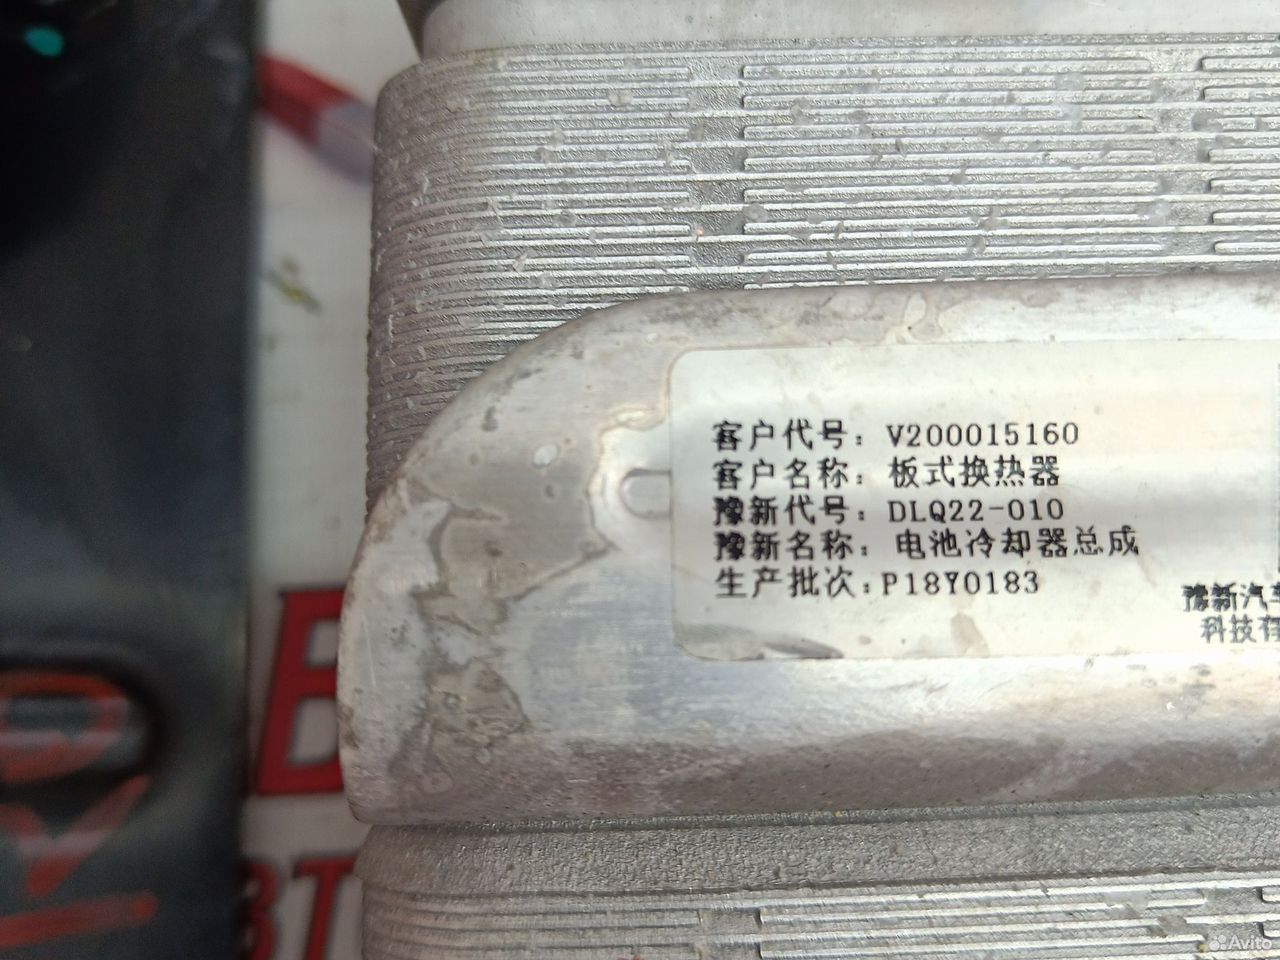 客户代号: V200015160
客户名称: 板式换热器
豫新代号: DLQ22-010
豫新名称: 电池冷却器总成
生产批次: P18Y0183
豫新汽车
科技有
Avito